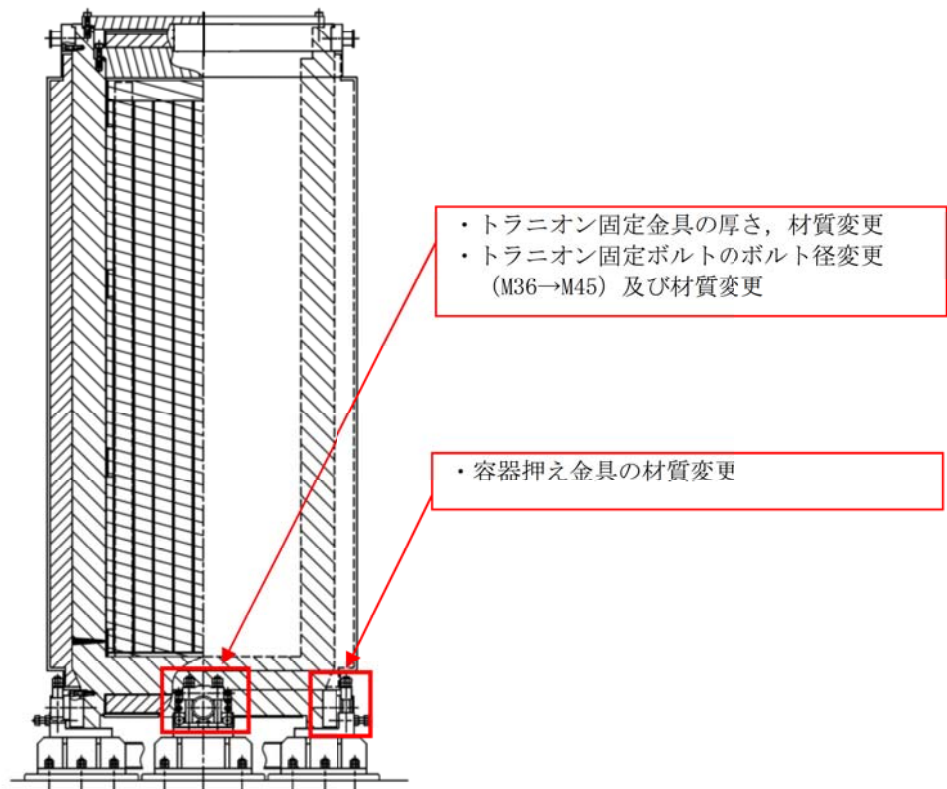 ・トラニオン固定金具の厚さ，材質変更
・トラニオン固定ボルトのボルト径変更
（M36→M45）及び材質変更
・容器押え金具の材質変更